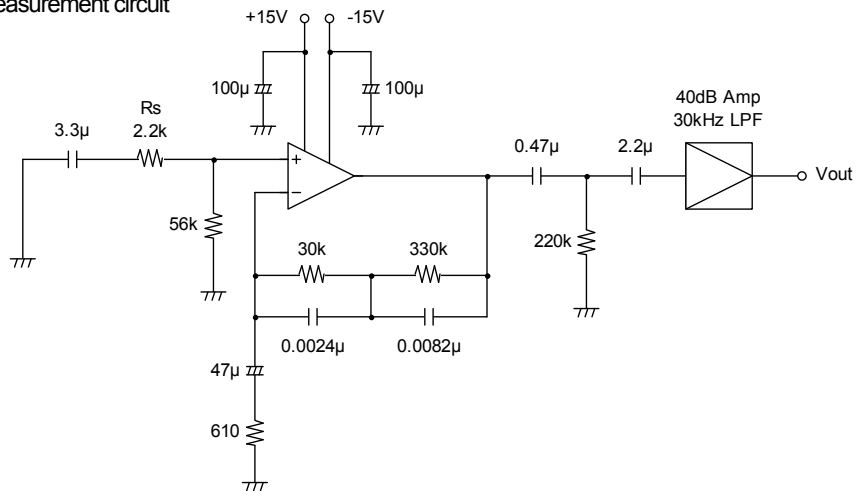 easurement circuit
+15V
-15V
100µ
100µ
Rs
2.2k
3.3µ
56k
30k
330k
0.0024µ
0.0082µ
47µ
610
0.47µ
2.2µ
220k
40dB Amp
30kHz LPF
Vout
+
−